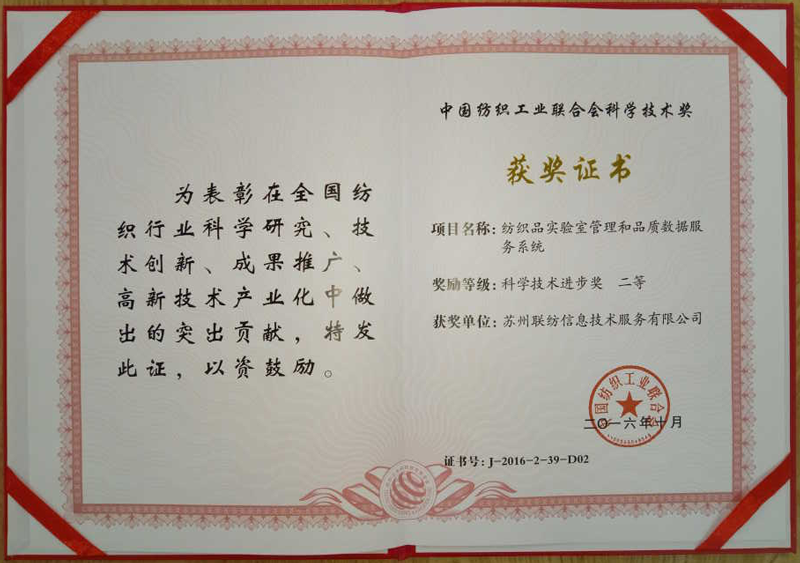 为表彰在全国纺
织行业科学研究、技
术创新、成果推广、
高新技术产业化中做
出的突出贡献，特发
此证，以资鼓励。
中国纺织工业联合会科学技术奖
获奖证书
项目名称：纺织品实验室管理和品质数据服
务系统
奖励等级：科学技术进步奖 二等
获奖单位：苏州联纺信息技术服务有限公司
中国纺织工业联合会
二〇一六年十月
证书号：J-2016-2-39-D02